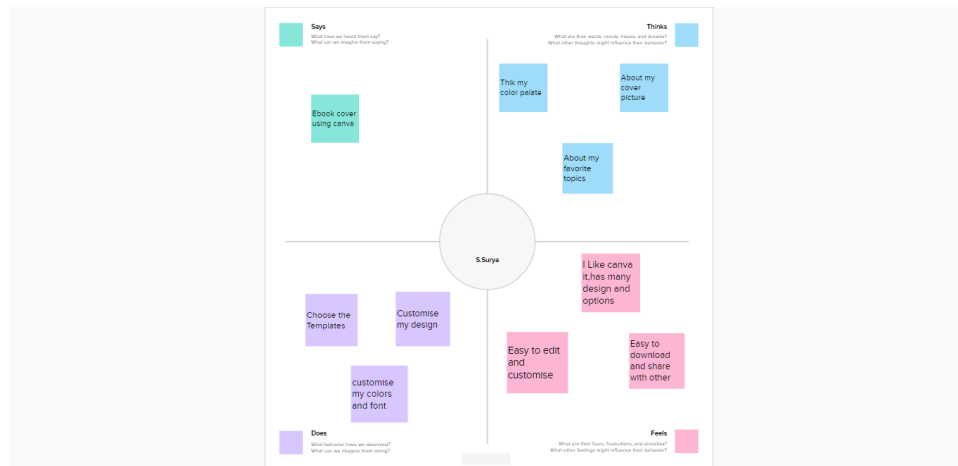 Says
What have we heard them say?
What can we imagine them saying?
Thinks
What are their wants, needs, hopes, and dreams?
What other thoughts might influence their behavior?
Ebook cover
using canva
Thik my
color palate
About my
cover
picture
About my
favorite
topics
S.Surya
Choose the
Templates
Customise
my design
customise
my colors
and font
I Like canva
it,has many
design and
options
Easy to edit
and
customise
Easy to
download
and share
with other
Does
What behavior have we observed?
What can we imagine them doing?
Feels
What are their fears, frustrations, and anxieties?
What other feelings might influence their behavior?